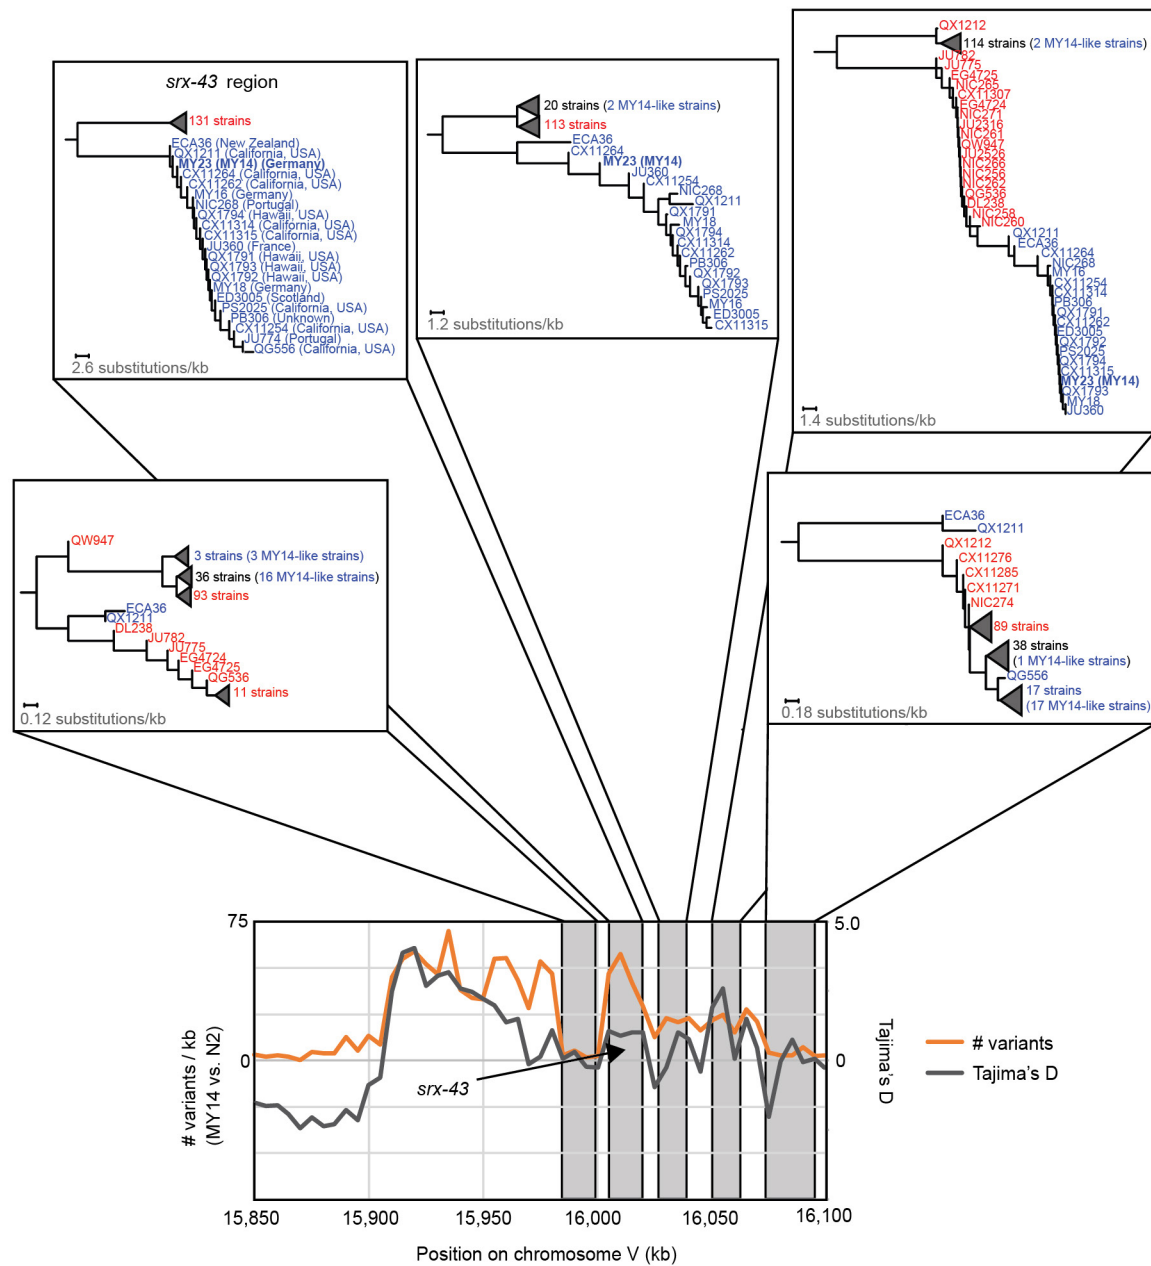 srx-43 region
131 strains
ECA36 (New Zealand)
QX1211 (California, USA)
MY23 (MY14) (Germany)
CX11264 (California, USA)
CX11262 (California, USA)
MY16 (Germany)
NIC268 (Portugal)
QX1794 (Hawaii, USA)
CX11314 (California, USA)
CX11315 (California, USA)
JU360 (France)
QX1791 (Hawaii, USA)
QX1793 (Hawaii, USA)
QX1792 (Hawaii, USA)
MY18 (Germany)
ED3005 (Scotland)
PS2025 (California, USA)
PB306 (Unknown)
CX11254 (California, USA)
JU774 (Portugal)
QG556 (California, USA)
2.6 substitutions/kb
20 strains (2 MY14-like strains)
113 strains
ECA36
CX11264
MY23 (MY14)
JU360
CX11254
NIC268
QX1211
QX1791
MY18
QX1794
CX11314
CX11262
PB306
QX1792
QX1793
PS2025
MY16
ED3005
CX11315
1.2 substitutions/kb
QX1212
114 strains (2 MY14-like strains)
JU782
JU775
EG4725
NIC265
CX11307
EG4724
NIC271
JU2316
NIC261
QW947
JU2526
NIC266
NIC256
NIC262
QG536
DL238
NIC258
NIC260
QX1211
ECA36
CX11264
NIC268
MY16
CX11254
CX11314
PB306
QX1791
CX11262
ED3005
QX1792
PS2025
QX1794
CX11315
MY23 (MY14)
QX1793
MY18
JU360
1.4 substitutions/kb
QW947
3 strains (3 MY14-like strains)
36 strains (16 MY14-like strains)
93 strains
ECA36
QX1211
DL238
JU782
JU775
EG4724
EG4725
QG536
11 strains
0.12 substitutions/kb
ECA36
QX1211
QX1212
CX11276
CX11285
CX11271
NIC274
89 strains
38 strains
(1 MY14-like strains)
QG556
17 strains
(17 MY14-like strains)
0.18 substitutions/kb
75
0
# variants / kb
(MY14 vs. N2)
5.0
0
Tajima's D
srx-43
# variants
Tajima's D
15,850
15,900
15,950
16,000
16,050
16,100
Position on chromosome V (kb)